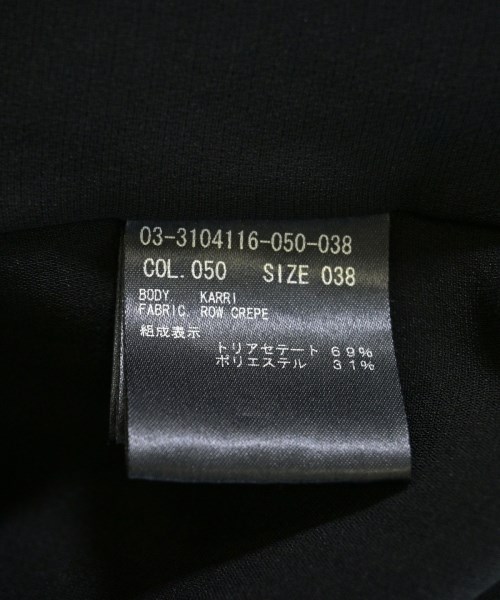 03-3104116-050-038
COL. 050 SIZE 038
BODY KARRI
FABRIC. ROW CREPE
組成表示
トリアセテート 69%
ポリエステル 31%